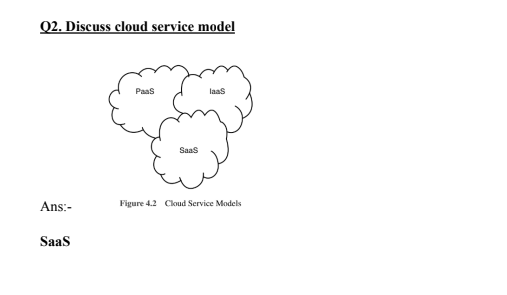 Q2. Discuss cloud service model
PaaS
IaaS
SaaS
Ans:-
Figure 4.2 Cloud Service Models
SaaS